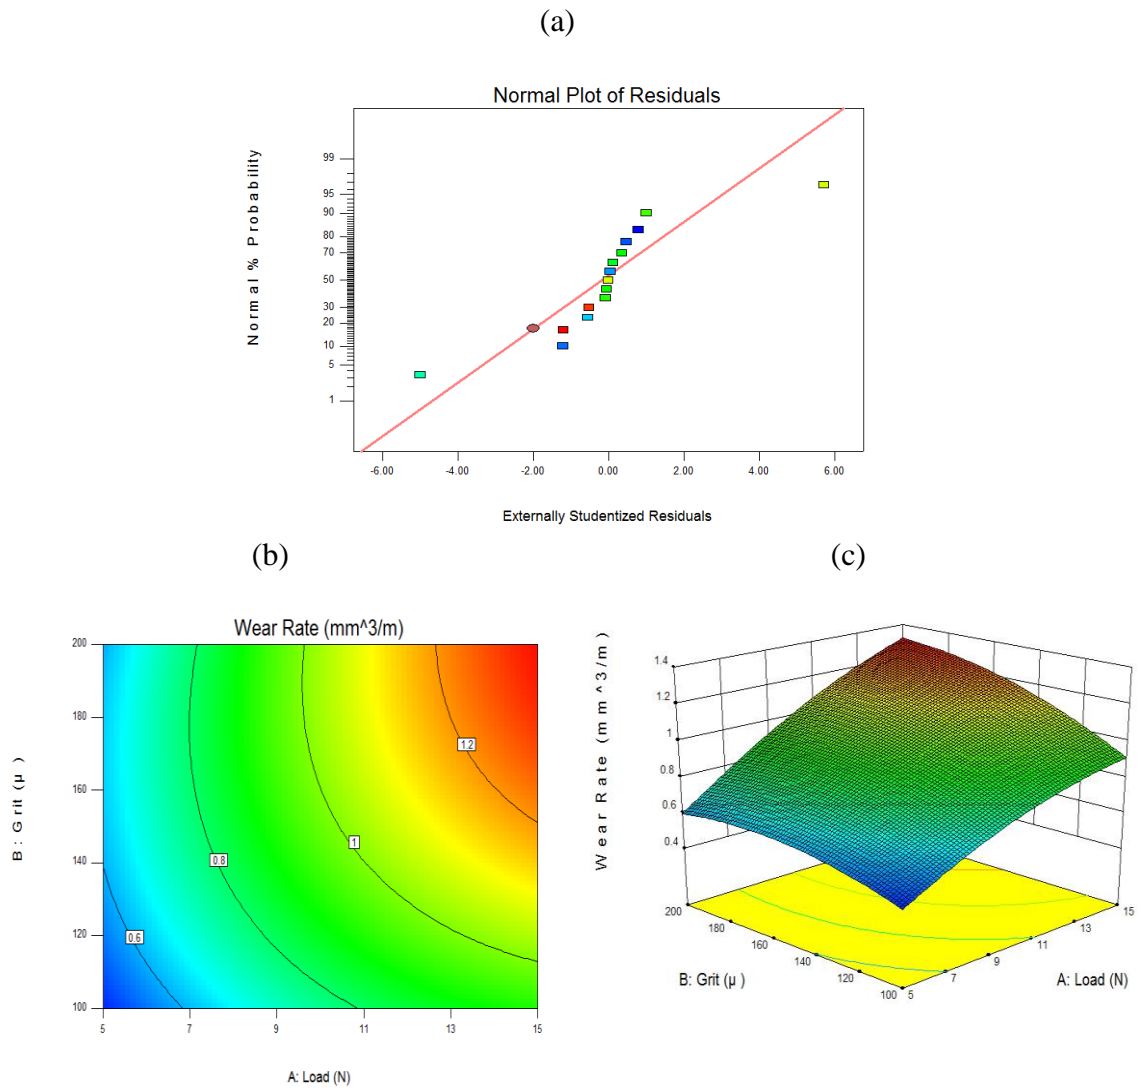 (a)
Normal Plot of Residuals
Normal % Probability
99
95
90
80
70
50
30
20
10
5
1
-6.00 -4.00 -2.00 0.00 2.00 4.00 6.00
Externally Studentized Residuals
(b)
Wear Rate (mm^3/m)
B: Grit (µ)
200
180
160
140
120
100
1.2
1
0.8
0.6
5 7 9 11 13 15
A: Load (N)
(c)
Wear Rate (mm^3/m)
1.4
1.2
1
0.8
0.6
0.4
200
180
160
140
120
100
5
7
9
11
13
15
B: Grit (µ)
A: Load (N)